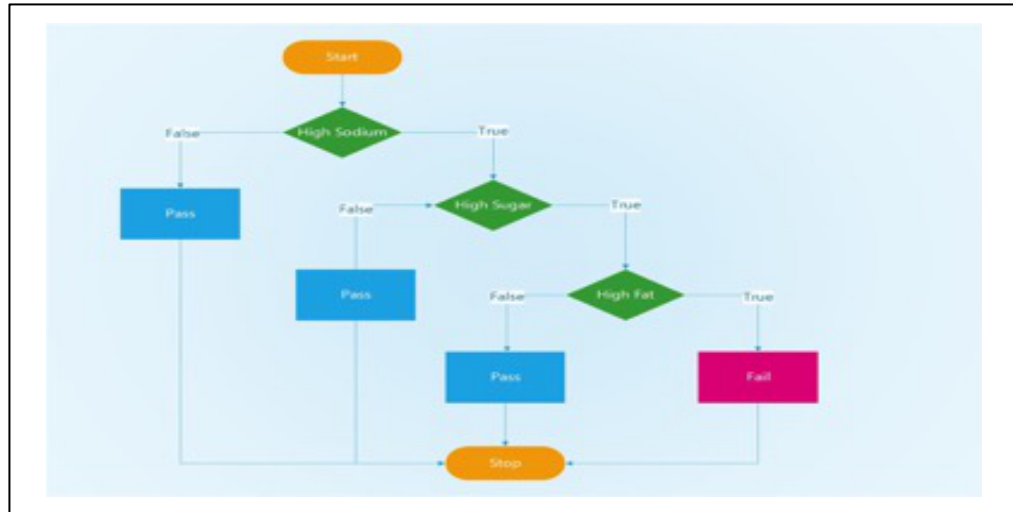 Start
High Sodium
False
True
Pass
High Sugar
False
True
Pass
High Fat
False
True
Pass
Fail
Stop